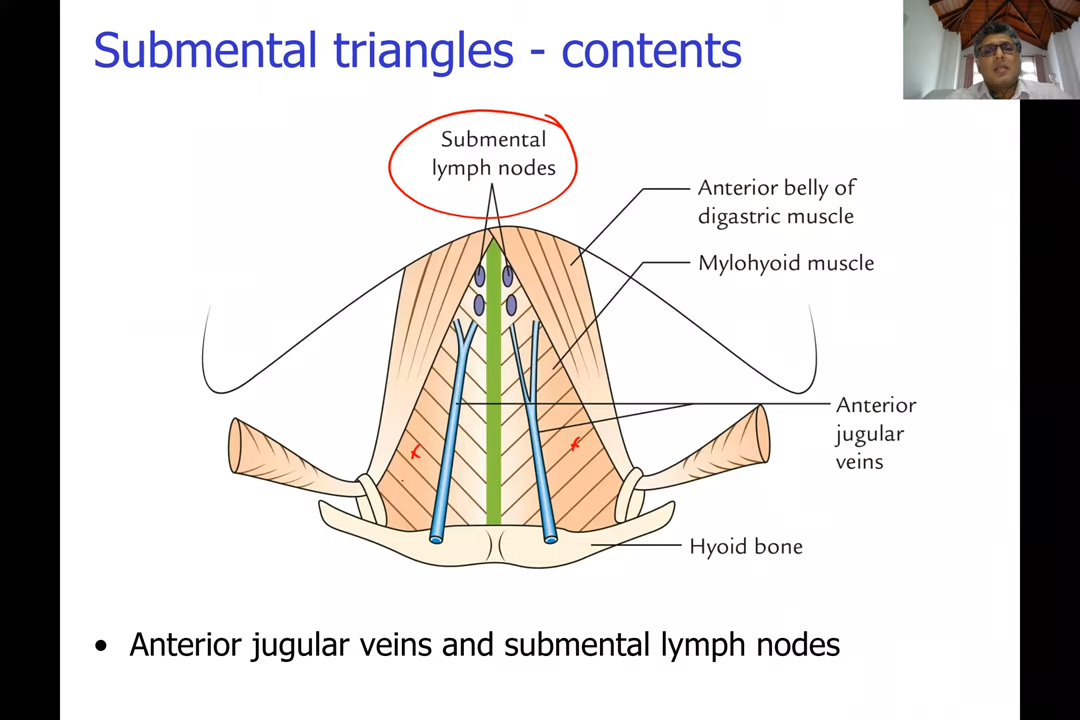 Submental triangles - contents
Submental
lymph nodes
Anterior belly of
digastric muscle
Mylohyoid muscle
Anterior
jugular
veins
Hyoid bone
• Anterior jugular veins and submental lymph nodes